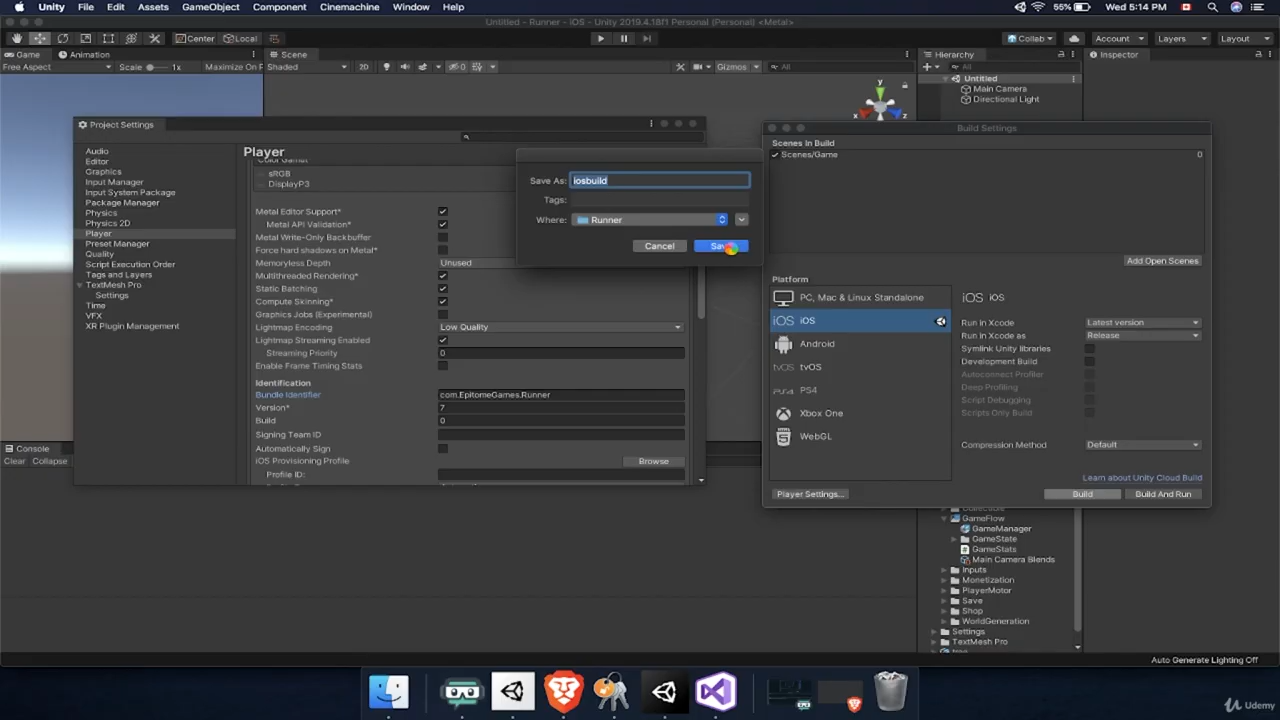 Unity File Edit Assets GameObject Component Cinemachine Window Help 55% Wed 5:14 PM
Untitled - Runner - iOS - Unity 2019.4.18f1 Personal (Personal) <Metal>
Center Local Collab Account Layers Layout
Game Animation Scene Hierarchy Inspector
Free Aspect Scale 1x Maximize On P Shaded 2D 0 Gizmos All All
Untitled
Main Camera
Directional Light
y
x z
Project Settings
Audio
Editor
Graphics
Input Manager
Input System Package
Package Manager
Physics
Physics 2D
Player
Preset Manager
Quality
Script Execution Order
Tags and Layers
TextMesh Pro
Settings
Time
VFX
XR Plugin Management
Player
Color Gamut
sRGB
DisplayP3
Metal Editor Support*
Metal API Validation*
Metal Write-Only Backbuffer
Force hard shadows on Metal*
Memoryless Depth Unused
Multithreaded Rendering*
Static Batching
Compute Skinning*
Graphics Jobs (Experimental)
Lightmap Encoding Low Quality
Lightmap Streaming Enabled
Streaming Priority 0
Enable Frame Timing Stats
Identification
Bundle Identifier com.EpitomeGames.Runner
Version* 7
Build 0
Signing Team ID
Automatically Sign
iOS Provisioning Profile Browse
Profile ID:
Save As: iosbuild
Tags:
Where: Runner
Cancel Save
Build Settings
Scenes In Build
Scenes/Game 0
Add Open Scenes
Platform
PC, Mac & Linux Standalone
iOS iOS
Android
tvOS tvOS
PS4
Xbox One
WebGL
iOS iOS
Run in Xcode Latest version
Run in Xcode as Release
Symlink Unity libraries
Development Build
Autoconnect Profiler
Deep Profiling
Script Debugging
Scripts Only Build
Compression Method Default
Learn about Unity Cloud Build
Player Settings... Build Build And Run
Console
Clear Collapse
GameFlow
GameManager
GameState
GameStats
Main Camera Blends
Inputs
Monetization
PlayerMotor
Save
Shop
WorldGeneration
Settings
TextMesh Pro
Auto Generate Lighting Off
Udemy